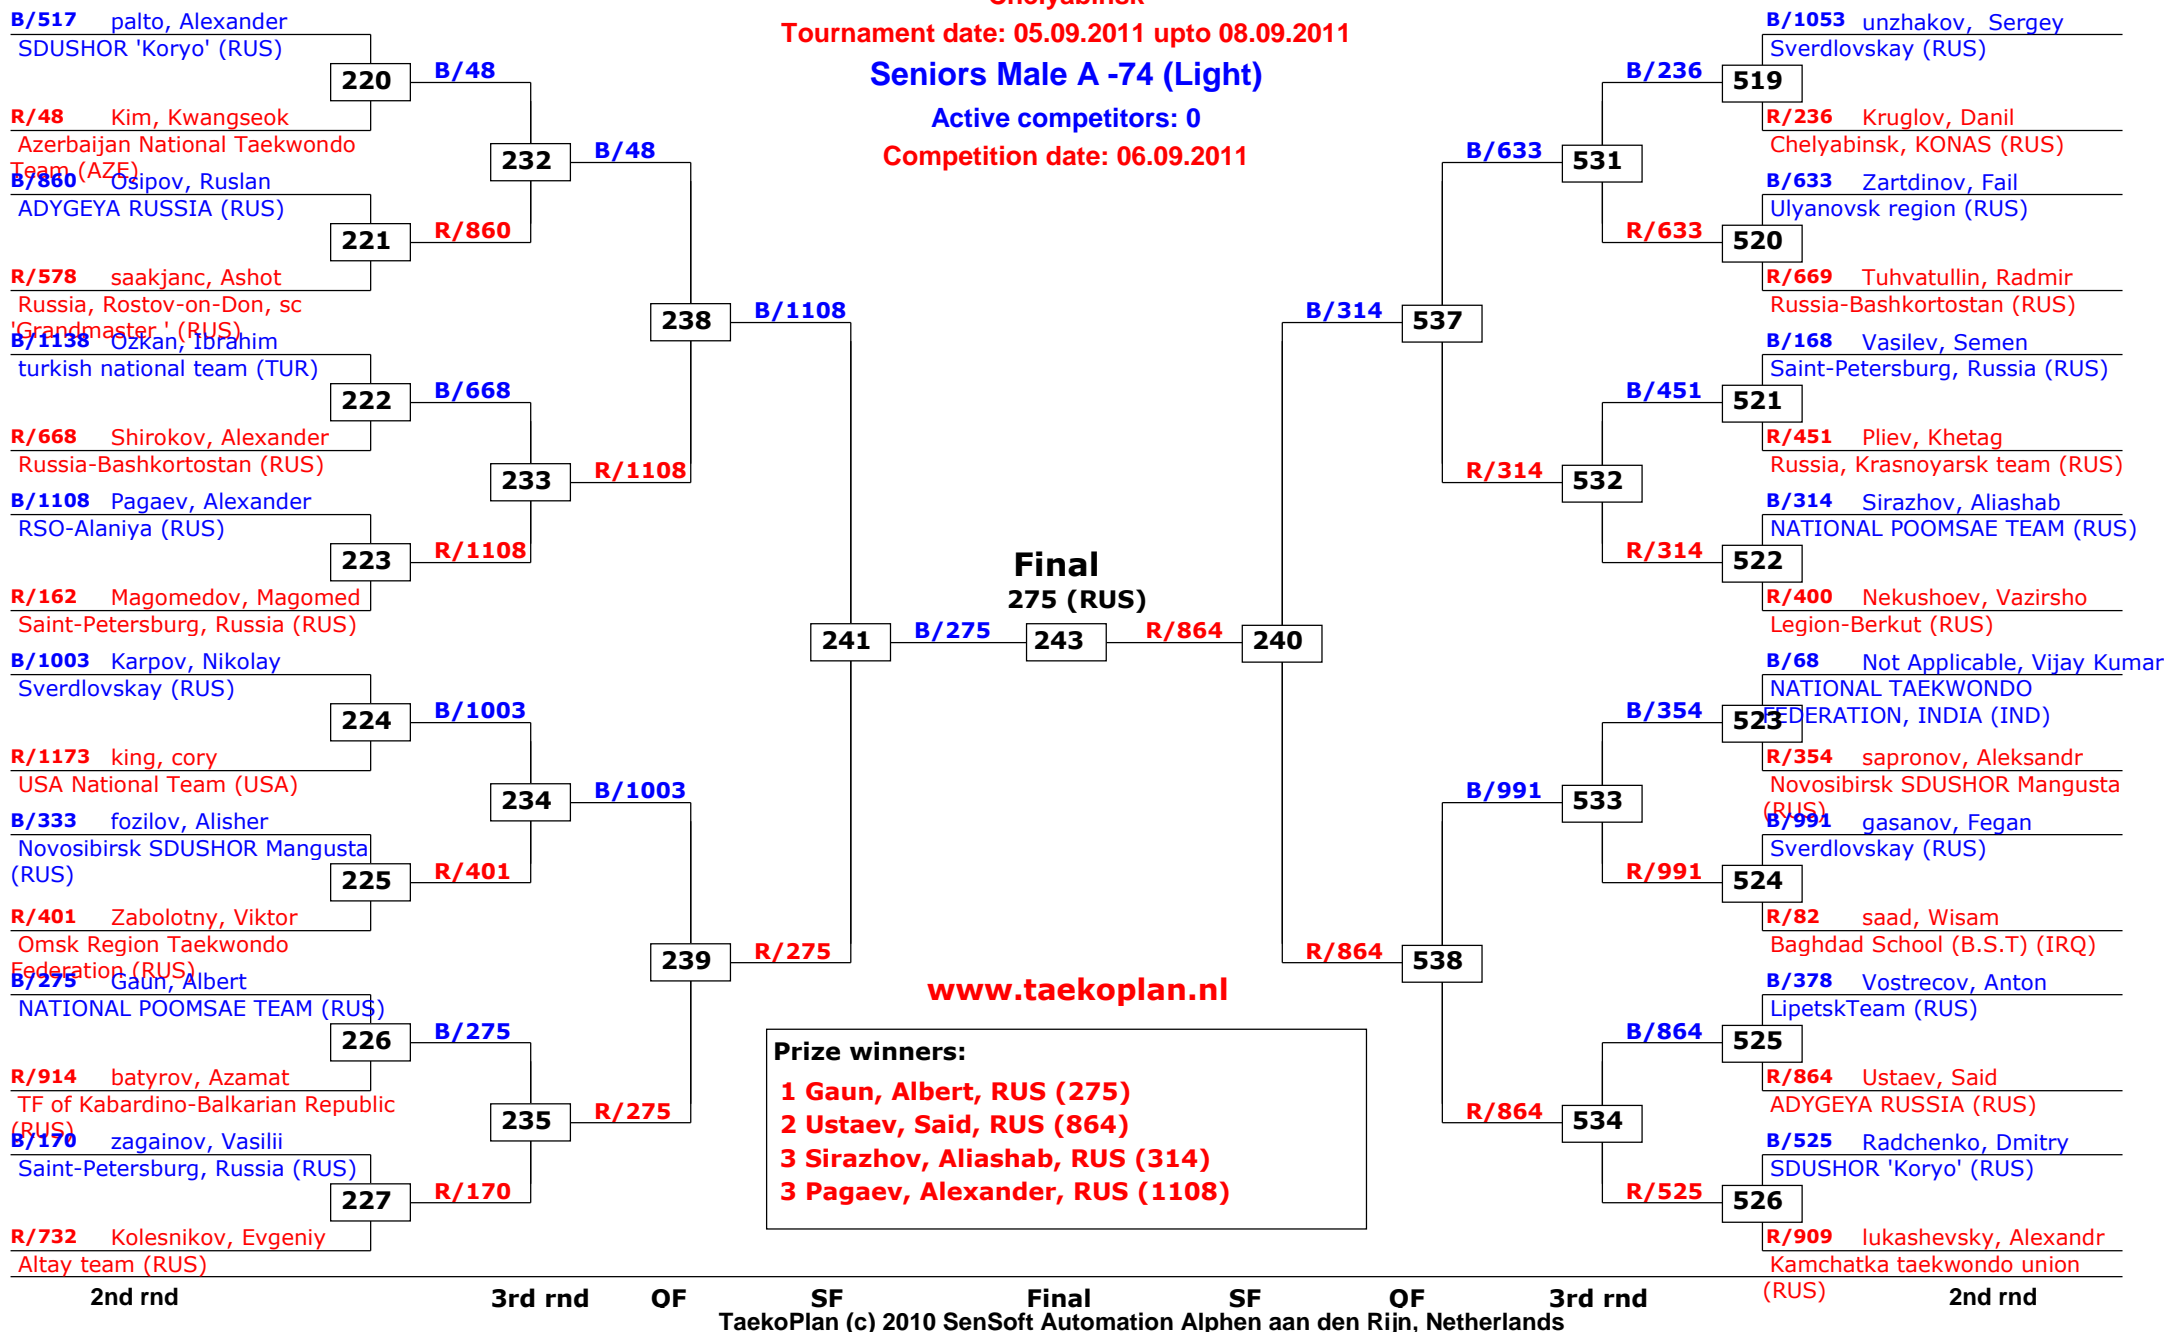 Chelyabinsk
Tournament date: 05.09.2011 upto 08.09.2011
Seniors Male A -74 (Light)
Active competitors: 0
Competition date: 06.09.2011
B/517 palto, Alexander
SDUSHOR 'Koryo' (RUS)
220
B/48
R/48 Kim, Kwangseok
Azerbaijan National Taekwondo
Team (AZE)
232
B/48
B/860 Osipov, Ruslan
ADYGEYA RUSSIA (RUS)
221
R/860
R/578 saakjanc, Ashot
Russia, Rostov-on-Don, sc
'Grandmaster ' (RUS)
238
B/1108
B/1138 Ozkan, Ibrahim
turkish national team (TUR)
222
B/668
R/668 Shirokov, Alexander
Russia-Bashkortostan (RUS)
233
R/1108
B/1108 Pagaev, Alexander
RSO-Alaniya (RUS)
223
R/1108
R/162 Magomedov, Magomed
Saint-Petersburg, Russia (RUS)
241
B/275
B/1003 Karpov, Nikolay
Sverdlovskay (RUS)
224
B/1003
R/1173 king, cory
USA National Team (USA)
234
B/1003
B/333 fozilov, Alisher
Novosibirsk SDUSHOR Mangusta
(RUS)
225
R/401
R/401 Zabolotny, Viktor
Omsk Region Taekwondo
Federation (RUS)
239
R/275
B/275 Gaun, Albert
NATIONAL POOMSAE TEAM (RUS)
226
B/275
R/914 batyrov, Azamat
TF of Kabardino-Balkarian Republic
(RUS)
235
R/275
B/170 zagainov, Vasilii
Saint-Petersburg, Russia (RUS)
227
R/170
R/732 Kolesnikov, Evgeniy
Altay team (RUS)
Final
275 (RUS)
243
R/864
240
B/1053 unzhakov, Sergey
Sverdlovskay (RUS)
B/236
519
R/236 Kruglov, Danil
Chelyabinsk, KONAS (RUS)
B/633
531
B/633 Zartdinov, Fail
Ulyanovsk region (RUS)
R/633
520
R/669 Tuhvatullin, Radmir
Russia-Bashkortostan (RUS)
B/314
537
B/168 Vasilev, Semen
Saint-Petersburg, Russia (RUS)
B/451
521
R/451 Pliev, Khetag
Russia, Krasnoyarsk team (RUS)
R/314
532
B/314 Sirazhov, Aliashab
NATIONAL POOMSAE TEAM (RUS)
R/314
522
R/400 Nekushoev, Vazirsho
Legion-Berkut (RUS)
B/68 Not Applicable, Vijay Kumar
NATIONAL TAEKWONDO
FEDERATION, INDIA (IND)
B/354
523
R/354 sapronov, Aleksandr
Novosibirsk SDUSHOR Mangusta
(RUS)
B/991
533
B/991 gasanov, Fegan
Sverdlovskay (RUS)
R/991
524
R/82 saad, Wisam
Baghdad School (B.S.T) (IRQ)
R/864
538
B/378 Vostrecov, Anton
LipetskTeam (RUS)
B/864
525
R/864 Ustaev, Said
ADYGEYA RUSSIA (RUS)
R/864
534
B/525 Radchenko, Dmitry
SDUSHOR 'Koryo' (RUS)
R/525
526
R/909 lukashevsky, Alexandr
Kamchatka taekwondo union
(RUS)
www.taekoplan.nl
Prize winners:
1 Gaun, Albert, RUS (275)
2 Ustaev, Said, RUS (864)
3 Sirazhov, Aliashab, RUS (314)
3 Pagaev, Alexander, RUS (1108)
2nd rnd 3rd rnd QF SF Final SF QF 3rd rnd 2nd rnd
TaekoPlan (c) 2010 SenSoft Automation Alphen aan den Rijn, Netherlands